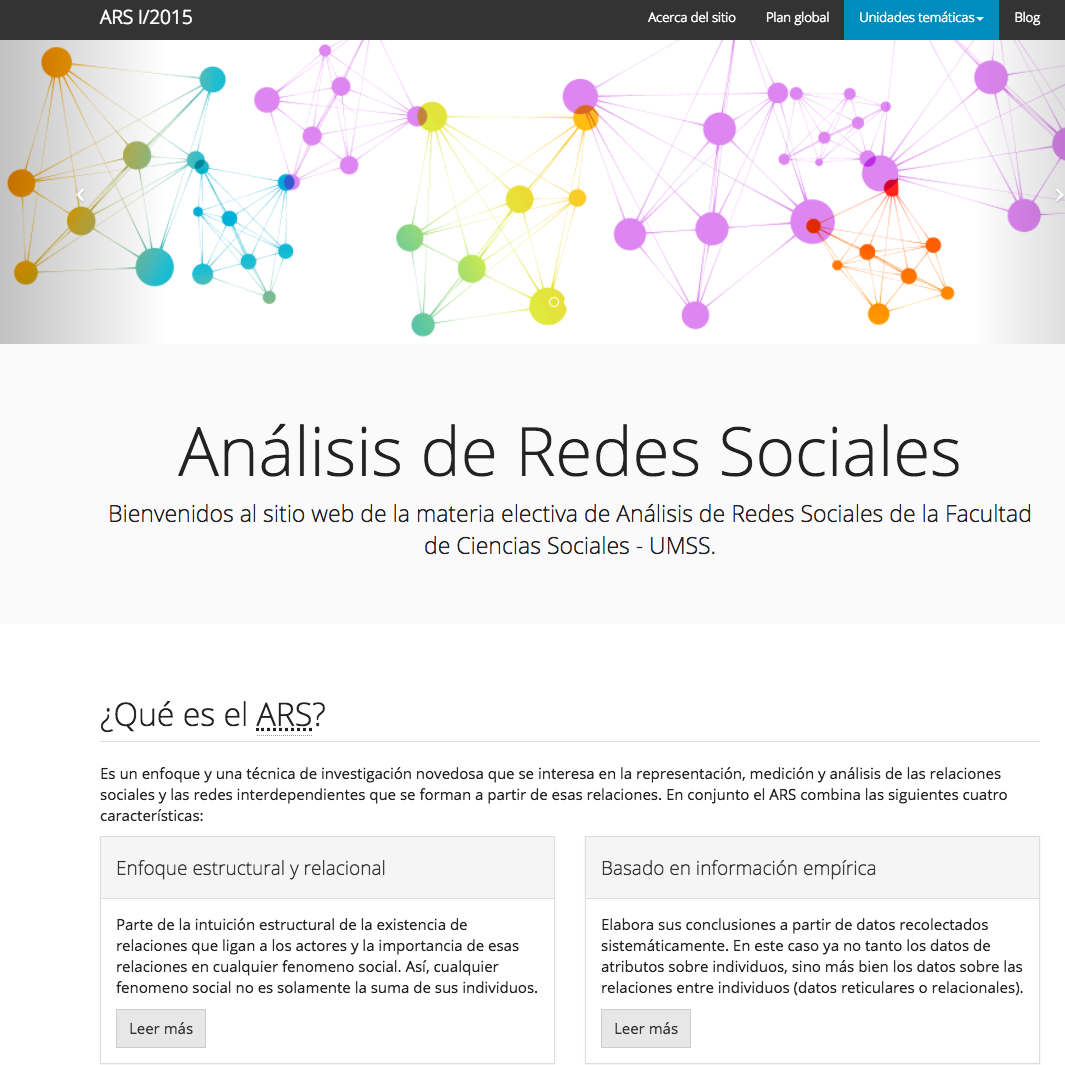 ARS I/2015
Acerca del sitio
Plan global
Unidades temáticas
Blog
Análisis de Redes Sociales
Bienvenidos al sitio web de la materia electiva de Análisis de Redes Sociales de la Facultad
de Ciencias Sociales - UMSS.
¿Qué es el ARS?
Es un enfoque y una técnica de investigación novedosa que se interesa en la representación, medición y análisis de las relaciones
sociales y las redes interdependientes que se forman a partir de esas relaciones. En conjunto el ARS combina las siguientes cuatro
características:
Enfoque estructural y relacional
Parte de la intuición estructural de la existencia de
relaciones que ligan a los actores y la importancia de esas
relaciones en cualquier fenomeno social. Así, cualquier
fenomeno social no es solamente la suma de sus individuos.
Leer más
Basado en información empírica
Elabora sus conclusiones a partir de datos recolectados
sistemáticamente. En este caso ya no tanto los datos de
atributos sobre individuos, sino más bien los datos sobre las
relaciones entre individuos (datos reticulares o relacionales).
Leer más